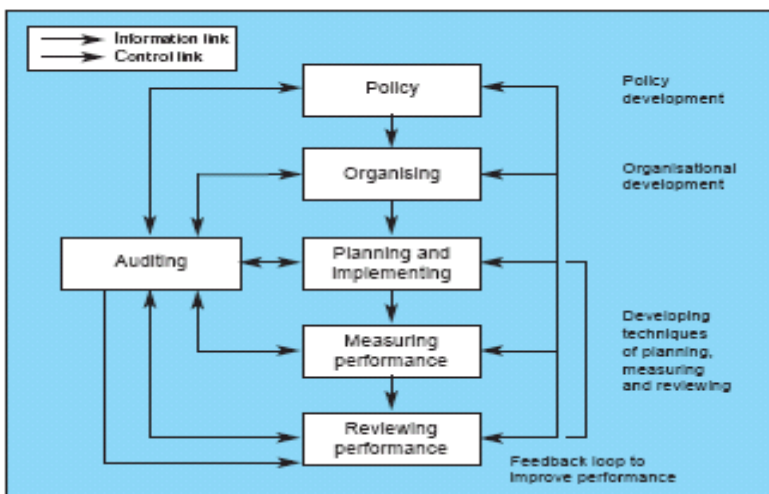 Information link
Control link
Policy
Policy
development
Organising
Organisational
development
Auditing
Planning and
implementing
Developing
techniques
of planning,
measuring
and reviewing
Measuring
performance
Reviewing
performance
Feedback loop to
improve performance